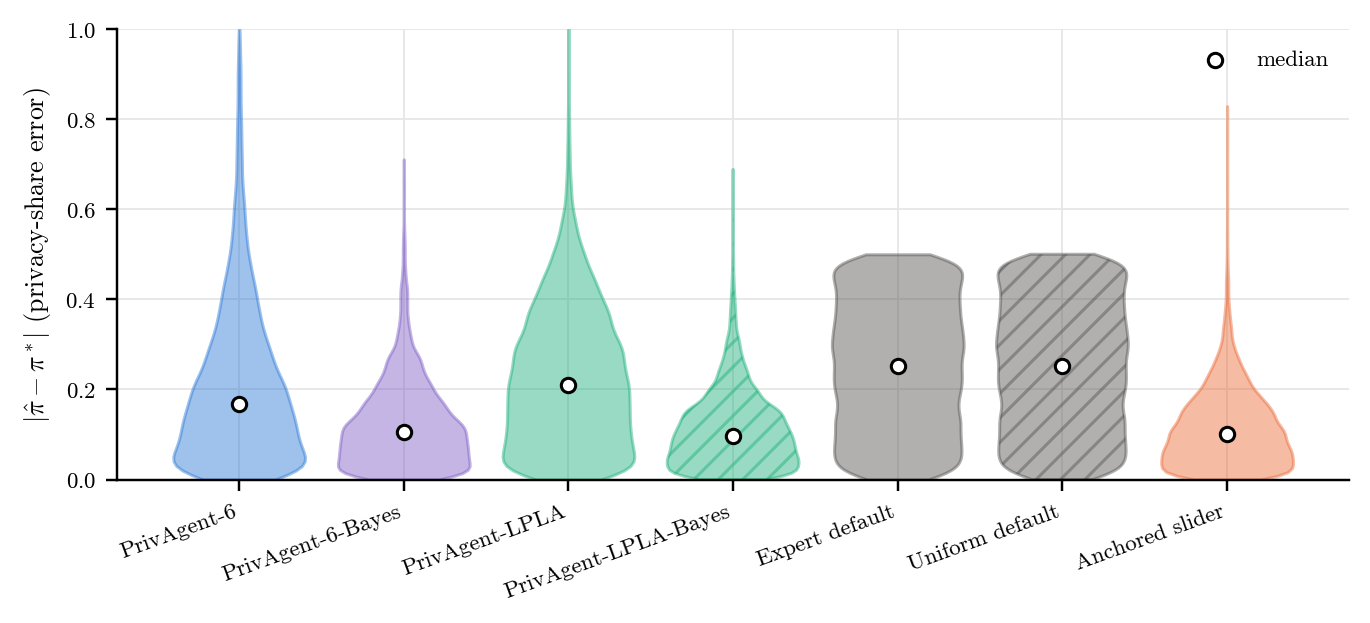 |π̂ − π*| (privacy-share error)
1.0
0.8
0.6
0.4
0.2
0.0
median
PrivAgent-6
PrivAgent-6-Bayes
PrivAgent-LPLA
PrivAgent-LPLA-Bayes
Expert default
Uniform default
Anchored slider